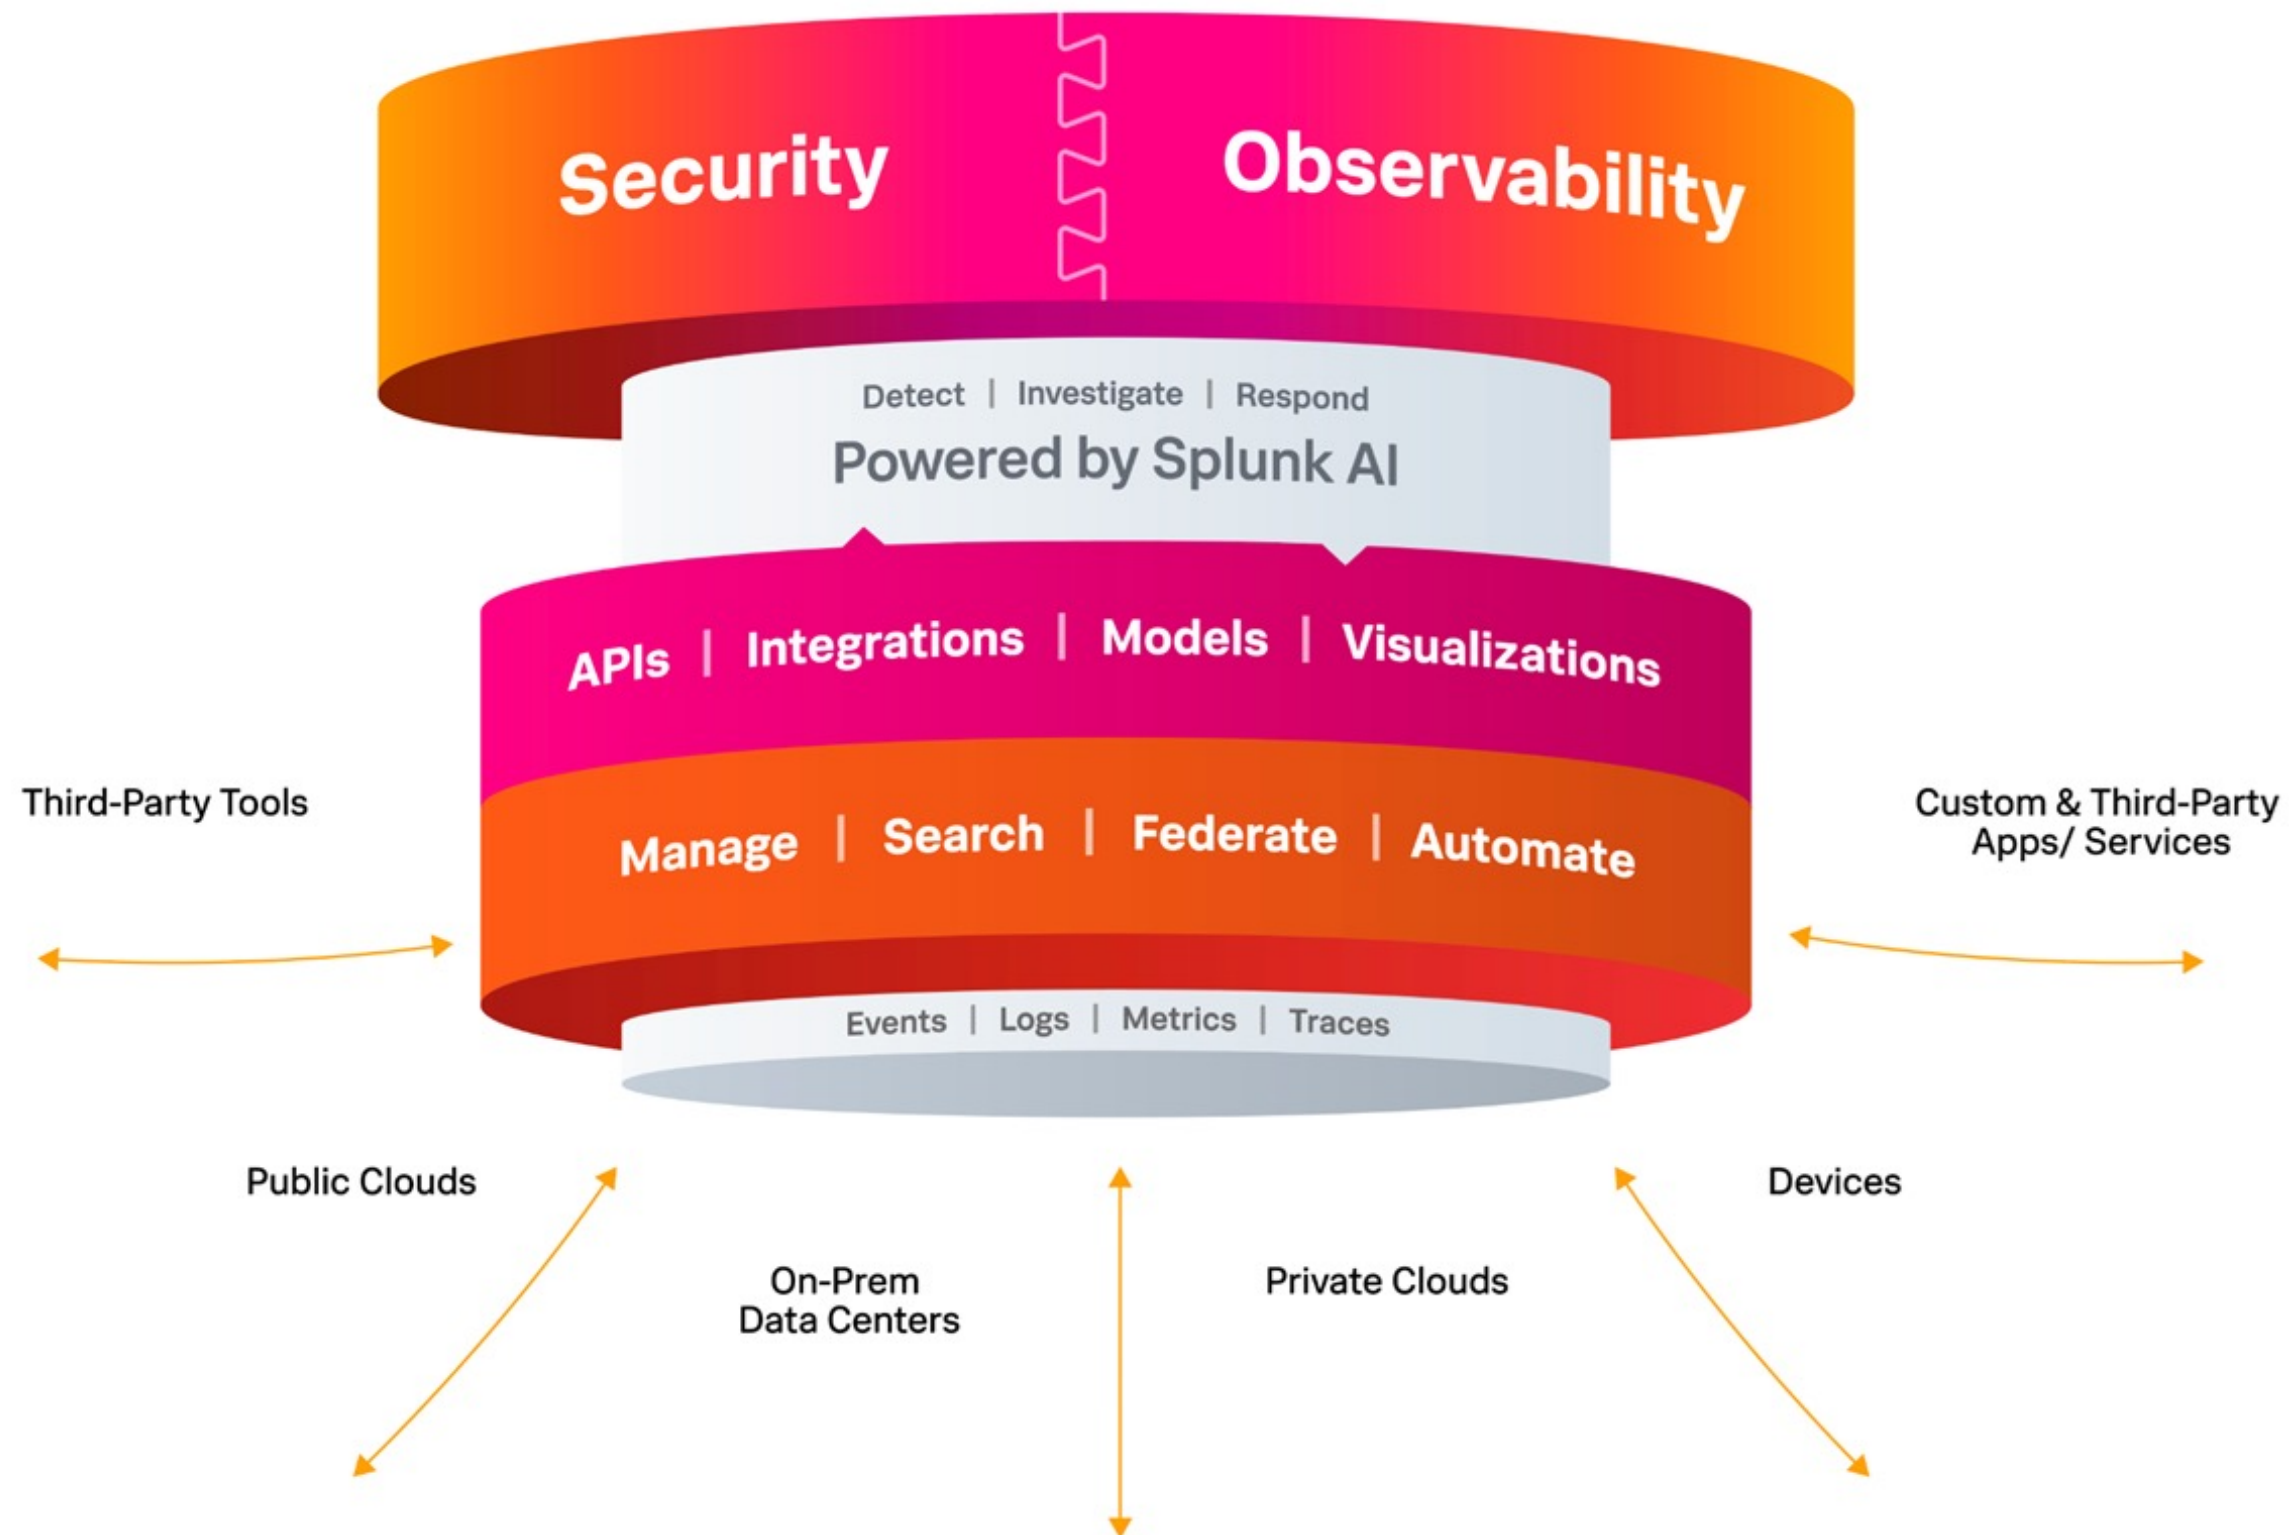 Security
Observability
Detect | Investigate | Respond
Powered by Splunk AI
APIs | Integrations | Models | Visualizations
Manage | Search | Federate | Automate
Third-Party Tools
Custom & Third-Party
Apps/ Services
Events | Logs | Metrics | Traces
Public Clouds
Devices
On-Prem
Data Centers
Private Clouds